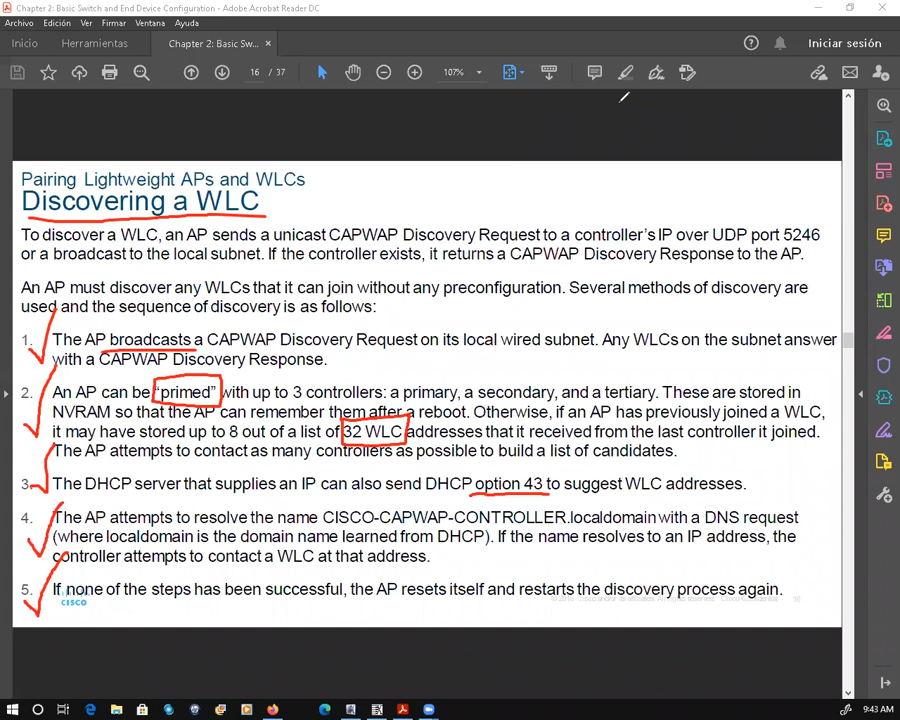 Chapter 2: Basic Switch and End Device Configuration - Adobe Acrobat Reader DC
Archivo Edición Ver Firmar Ventana Ayuda
Inicio Herramientas Chapter 2: Basic Sw... × Iniciar sesión
16 / 37 107%
Pairing Lightweight APs and WLCs
Discovering a WLC
To discover a WLC, an AP sends a unicast CAPWAP Discovery Request to a controller's IP over UDP port 5246
or a broadcast to the local subnet. If the controller exists, it returns a CAPWAP Discovery Response to the AP.
An AP must discover any WLCs that it can join without any preconfiguration. Several methods of discovery are
used and the sequence of discovery is as follows:
1. The AP broadcasts a CAPWAP Discovery Request on its local wired subnet. Any WLCs on the subnet answer
with a CAPWAP Discovery Response.
2. An AP can be “primed” with up to 3 controllers: a primary, a secondary, and a tertiary. These are stored in
NVRAM so that the AP can remember them after a reboot. Otherwise, if an AP has previously joined a WLC,
it may have stored up to 8 out of a list of 32 WLC addresses that it received from the last controller it joined.
The AP attempts to contact as many controllers as possible to build a list of candidates.
3. The DHCP server that supplies an IP can also send DHCP option 43 to suggest WLC addresses.
4. The AP attempts to resolve the name CISCO-CAPWAP-CONTROLLER.localdomain with a DNS request
(where localdomain is the domain name learned from DHCP). If the name resolves to an IP address, the
controller attempts to contact a WLC at that address.
5. If none of the steps has been successful, the AP resets itself and restarts the discovery process again.
CISCO
9:43 AM